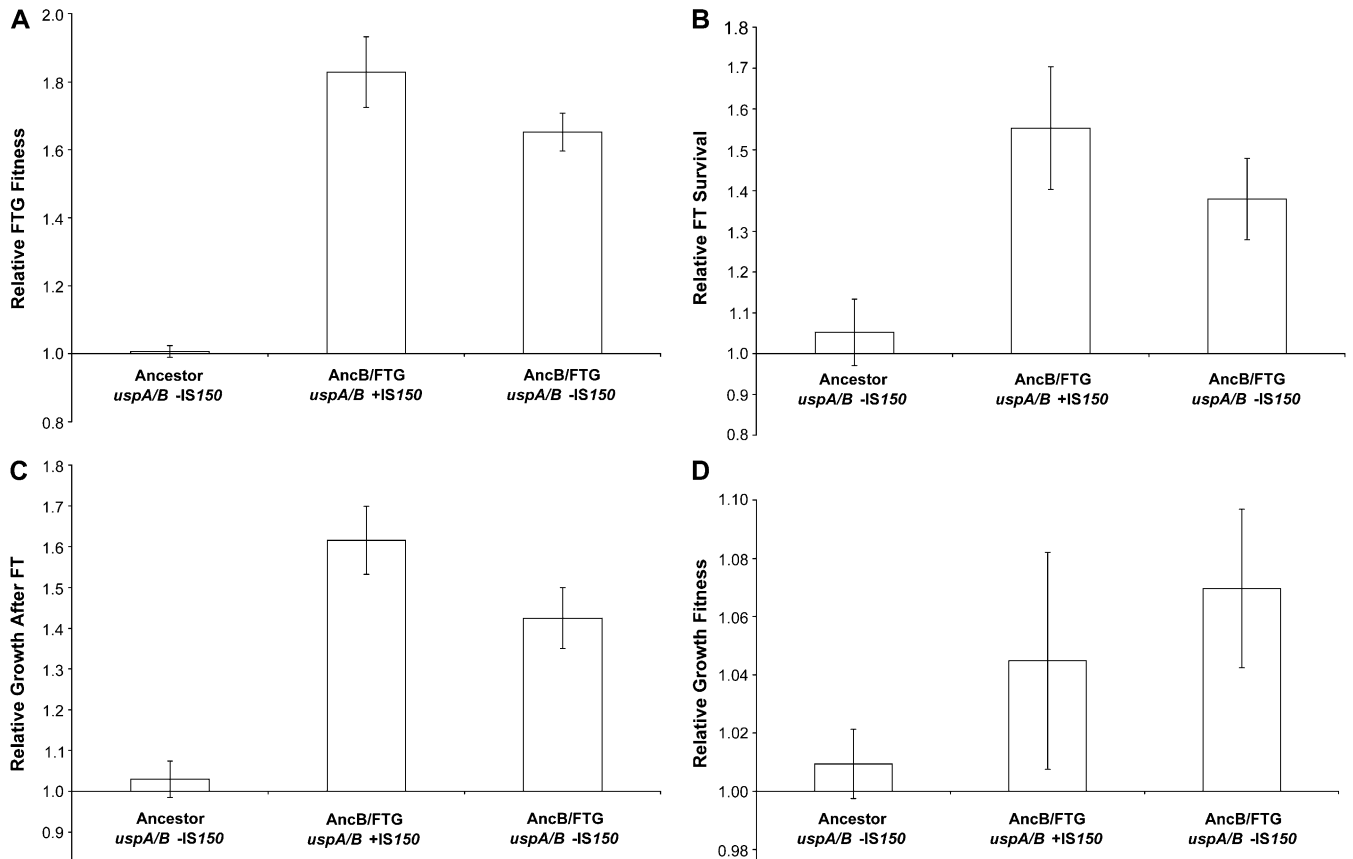 A
Relative FTG Fitness
2.0
1.8
1.6
1.4
1.2
1.0
0.8
Ancestor
uspA/B -IS150
AncB/FTG
uspA/B +IS150
AncB/FTG
uspA/B -IS150
B
Relative FT Survival
1.8
1.7
1.6
1.5
1.4
1.3
1.2
1.1
1.0
0.9
0.8
Ancestor
uspA/B -IS150
AncB/FTG
uspA/B +IS150
AncB/FTG
uspA/B -IS150
C
Relative Growth After FT
1.8
1.7
1.6
1.5
1.4
1.3
1.2
1.1
1.0
0.9
Ancestor
uspA/B -IS150
AncB/FTG
uspA/B +IS150
AncB/FTG
uspA/B -IS150
D
Relative Growth Fitness
1.10
1.08
1.06
1.04
1.02
1.00
0.98
Ancestor
uspA/B -IS150
AncB/FTG
uspA/B +IS150
AncB/FTG
uspA/B -IS150